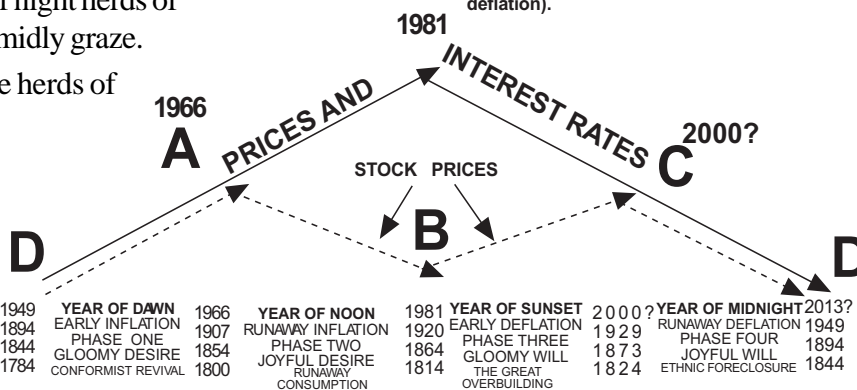 night herds of
deflation).
midly graze.
e herds of
1981
PRICES AND
INTEREST RATES
1966
A
2000?
C
STOCK PRICES
B
D
D
1949
1894
1844
1784
YEAR OF DAWN
EARLY INFLATION
PHASE ONE
GLOOMY DESIRE
CONFORMIST REVIVAL
1966
1907
1854
1800
YEAR OF NOON
RUNAWAY INFLATION
PHASE TWO
JOYFUL DESIRE
RUNAWAY
CONSUMPTION
1981
1920
1864
1814
YEAR OF SUNSET
EARLY DEFLATION
PHASE THREE
GLOOMY WILL
THE GREAT
OVERBUILDING
2000?
1929
1873
1824
YEAR OF MIDNIGHT
RUNAWAY DEFLATION
PHASE FOUR
JOYFUL WILL
ETHNIC FORECLOSURE
2013?
1949
1894
1844